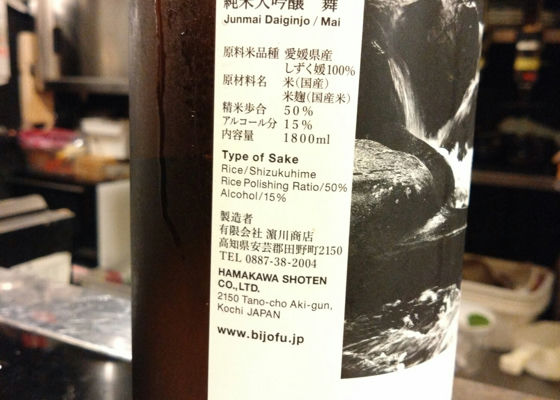 純米大吟醸 舞
Junmai Daiginjo / Mai
原料米品種 愛媛県産
しずく媛100%
原材料名 米(国産)
米麹(国産米)
精米歩合 50%
アルコール分 15%
内容量 1800ml
Type of Sake
Rice/Shizukuhime
Rice Polishing Ratio/50%
Alcohol/15%
製造者
有限会社 濵川商店
高知県安芸郡田野町2150
TEL 0887-38-2004
HAMAKAWA SHOTEN
CO.,LTD.
2150 Tano-cho Aki-gun,
Kochi JAPAN
www.bijofu.jp